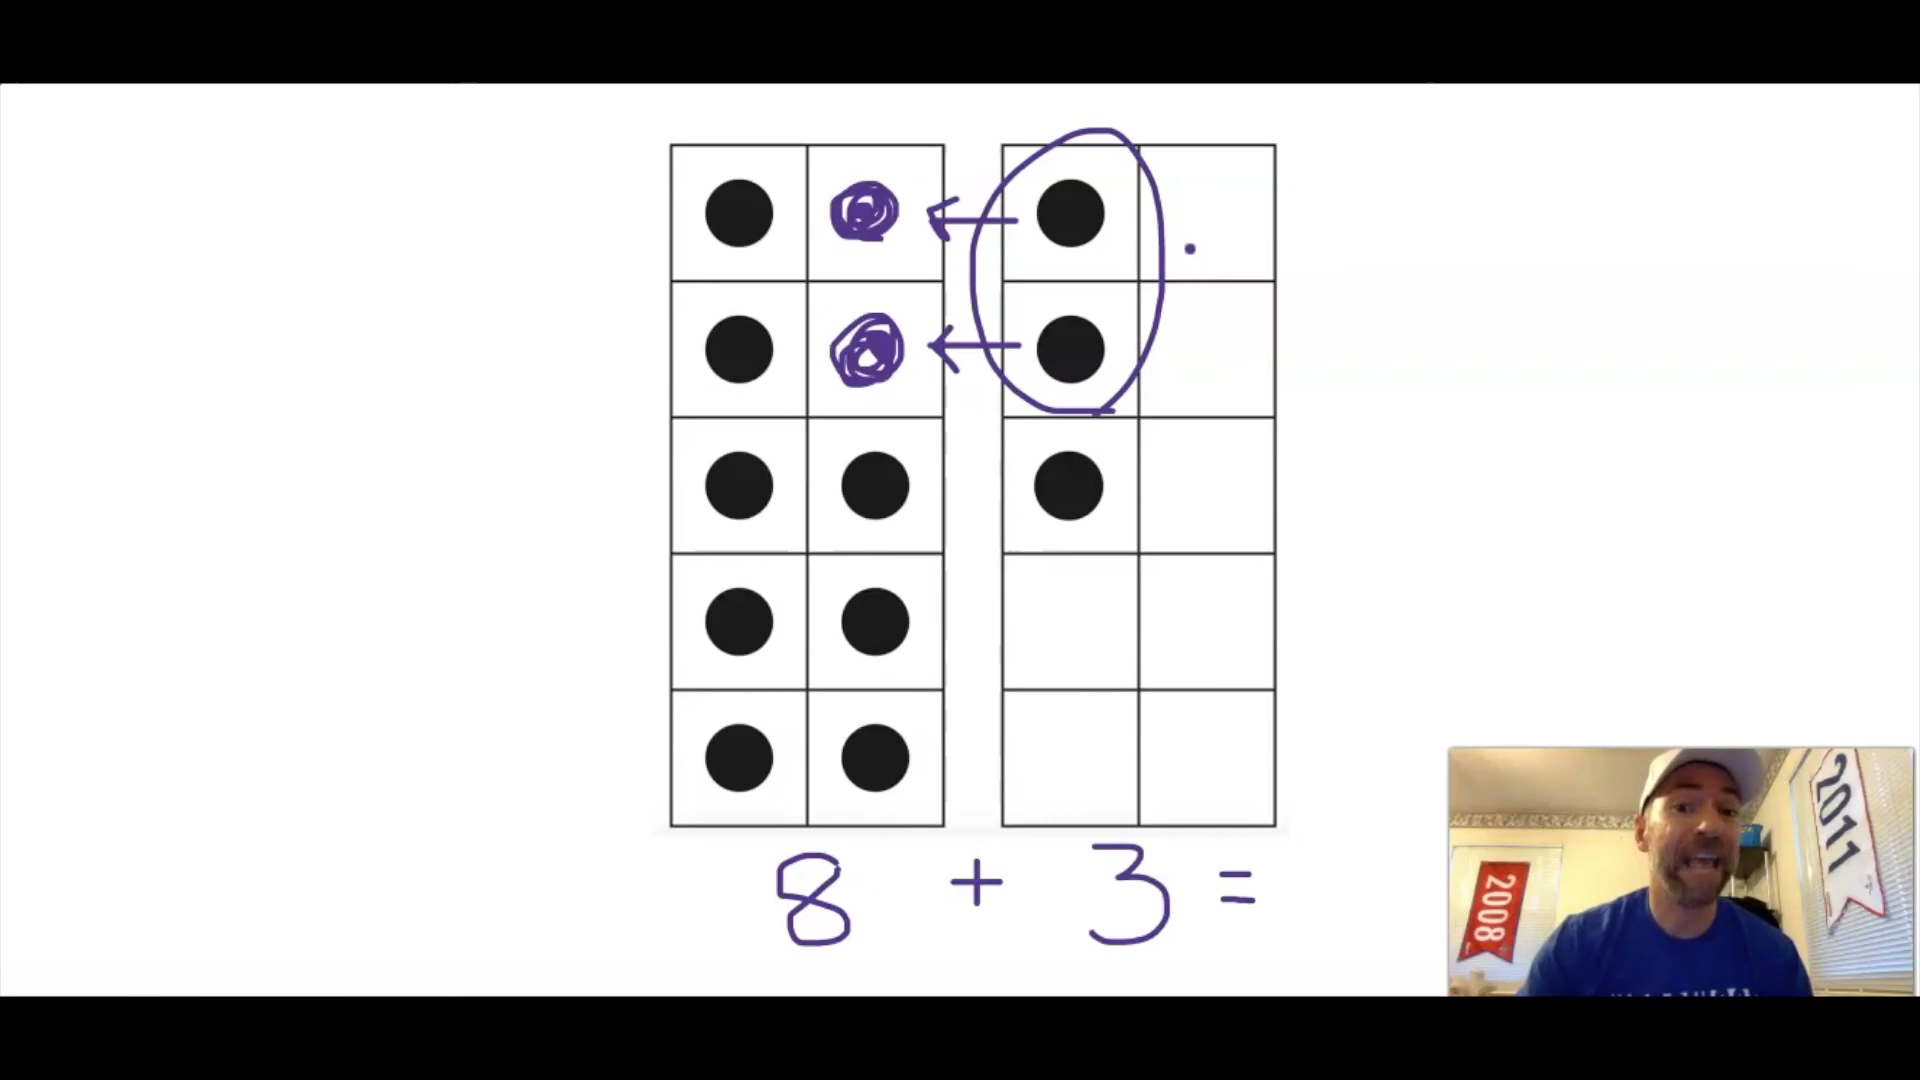 8 + 3 =
2008
2011